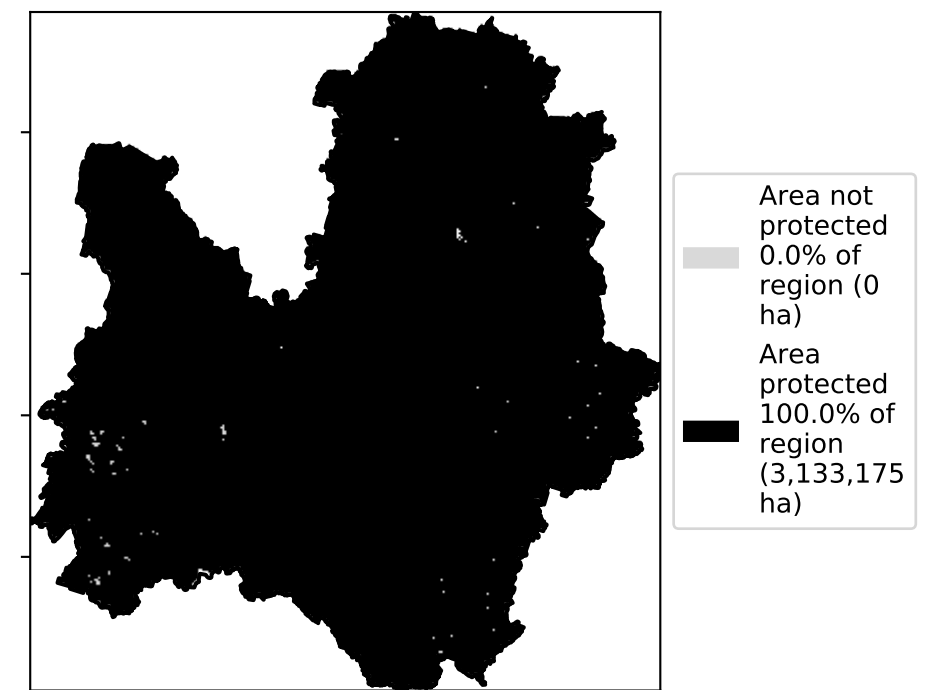 Area not
protected
0.0% of
region (0
ha)
Area
protected
100.0% of
region
(3,133,175
ha)